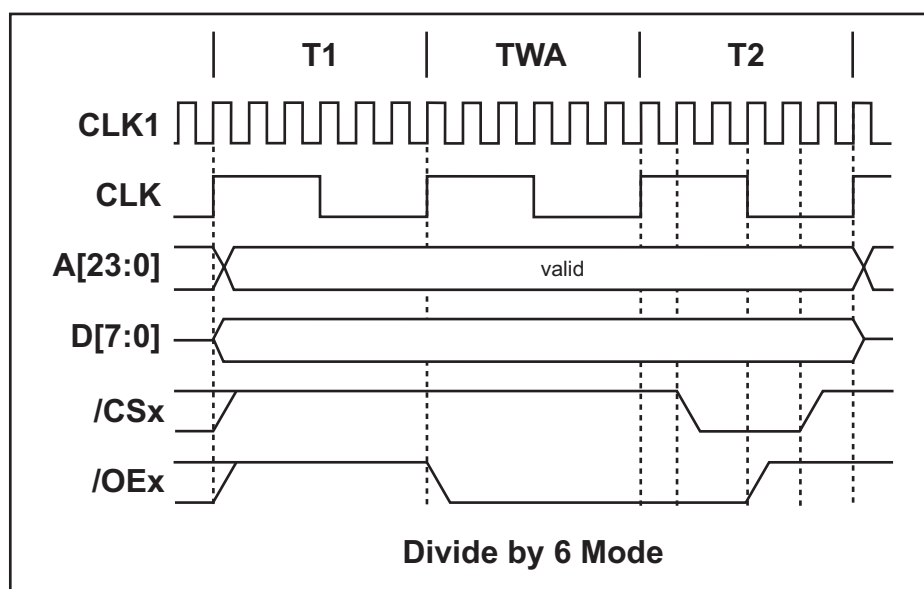 T1 TWA T2
CLK1
CLK
A[23:0] valid
D[7:0]
/CSx
/OEx
Divide by 6 Mode